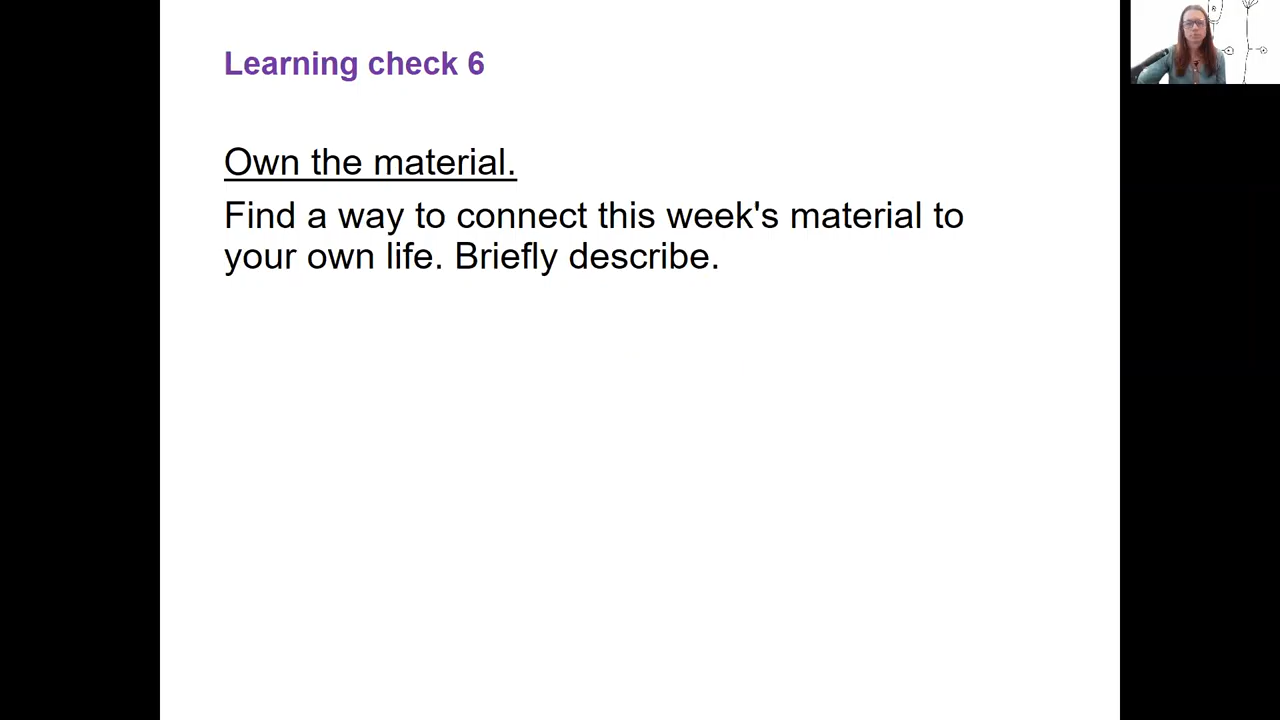 Learning check 6
Own the material.
Find a way to connect this week's material to
your own life. Briefly describe.
R